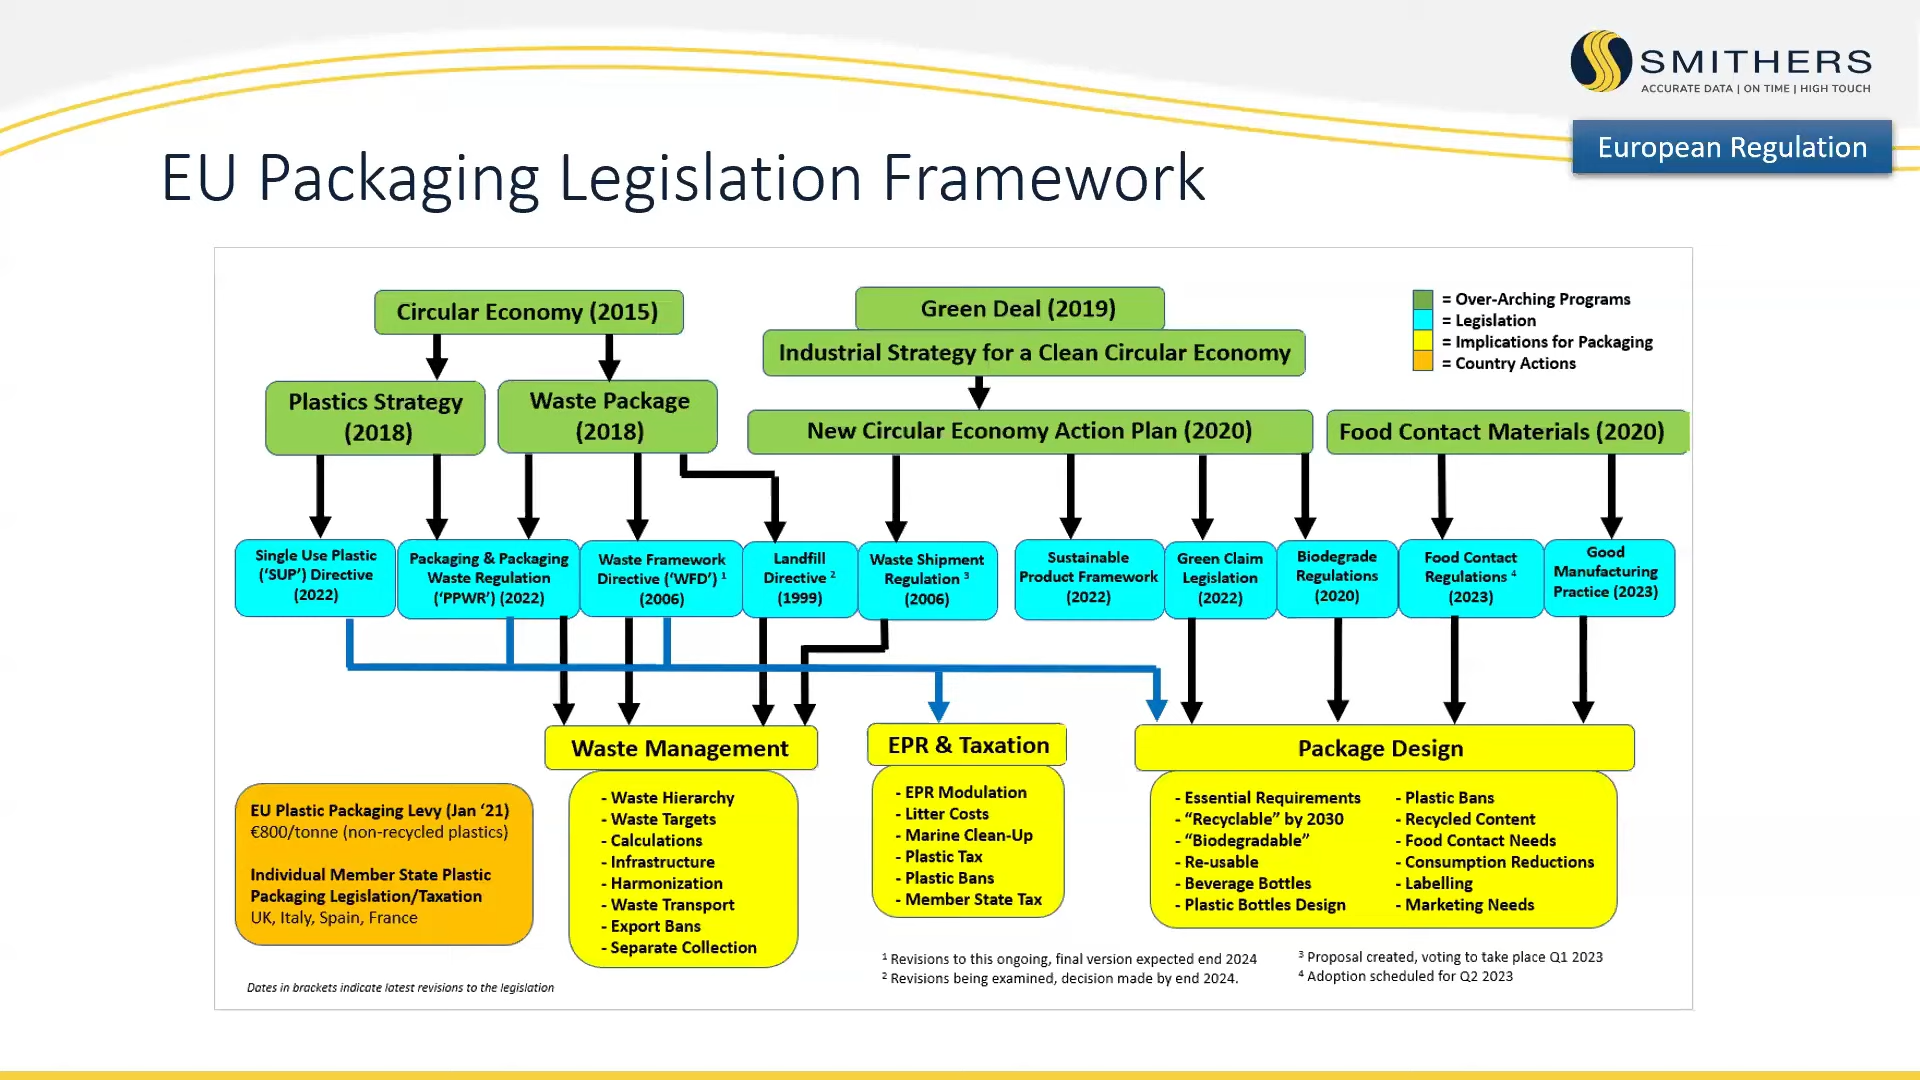 SMITHERS
ACCURATE DATA | ON TIME | HIGH TOUCH
European Regulation
EU Packaging Legislation Framework
Circular Economy (2015)
Green Deal (2019)
Industrial Strategy for a Clean Circular Economy
= Over-Arching Programs
= Legislation
= Implications for Packaging
= Country Actions
Plastics Strategy
(2018)
Waste Package
(2018)
New Circular Economy Action Plan (2020)
Food Contact Materials (2020)
Single Use Plastic
(‘SUP’) Directive
(2022)
Packaging & Packaging
Waste Regulation
(‘PPWR’) (2022)
Waste Framework
Directive (‘WFD’) ¹
(2006)
Landfill
Directive ²
(1999)
Waste Shipment
Regulation ³
(2006)
Sustainable
Product Framework
(2022)
Green Claim
Legislation
(2022)
Biodegrade
Regulations
(2020)
Food Contact
Regulations ⁴
(2023)
Good
Manufacturing
Practice (2023)
Waste Management
- Waste Hierarchy
- Waste Targets
- Calculations
- Infrastructure
- Harmonization
- Waste Transport
- Export Bans
- Separate Collection
EPR & Taxation
- EPR Modulation
- Litter Costs
- Marine Clean-Up
- Plastic Tax
- Plastic Bans
- Member State Tax
Package Design
- Essential Requirements
- “Recyclable” by 2030
- “Biodegradable”
- Re-usable
- Beverage Bottles
- Plastic Bottles Design
- Plastic Bans
- Recycled Content
- Food Contact Needs
- Consumption Reductions
- Labelling
- Marketing Needs
EU Plastic Packaging Levy (Jan ‘21)
€800/tonne (non-recycled plastics)
Individual Member State Plastic
Packaging Legislation/Taxation
UK, Italy, Spain, France
Dates in brackets indicate latest revisions to the legislation
¹ Revisions to this ongoing, final version expected end 2024
² Revisions being examined, decision made by end 2024.
³ Proposal created, voting to take place Q1 2023
⁴ Adoption scheduled for Q2 2023